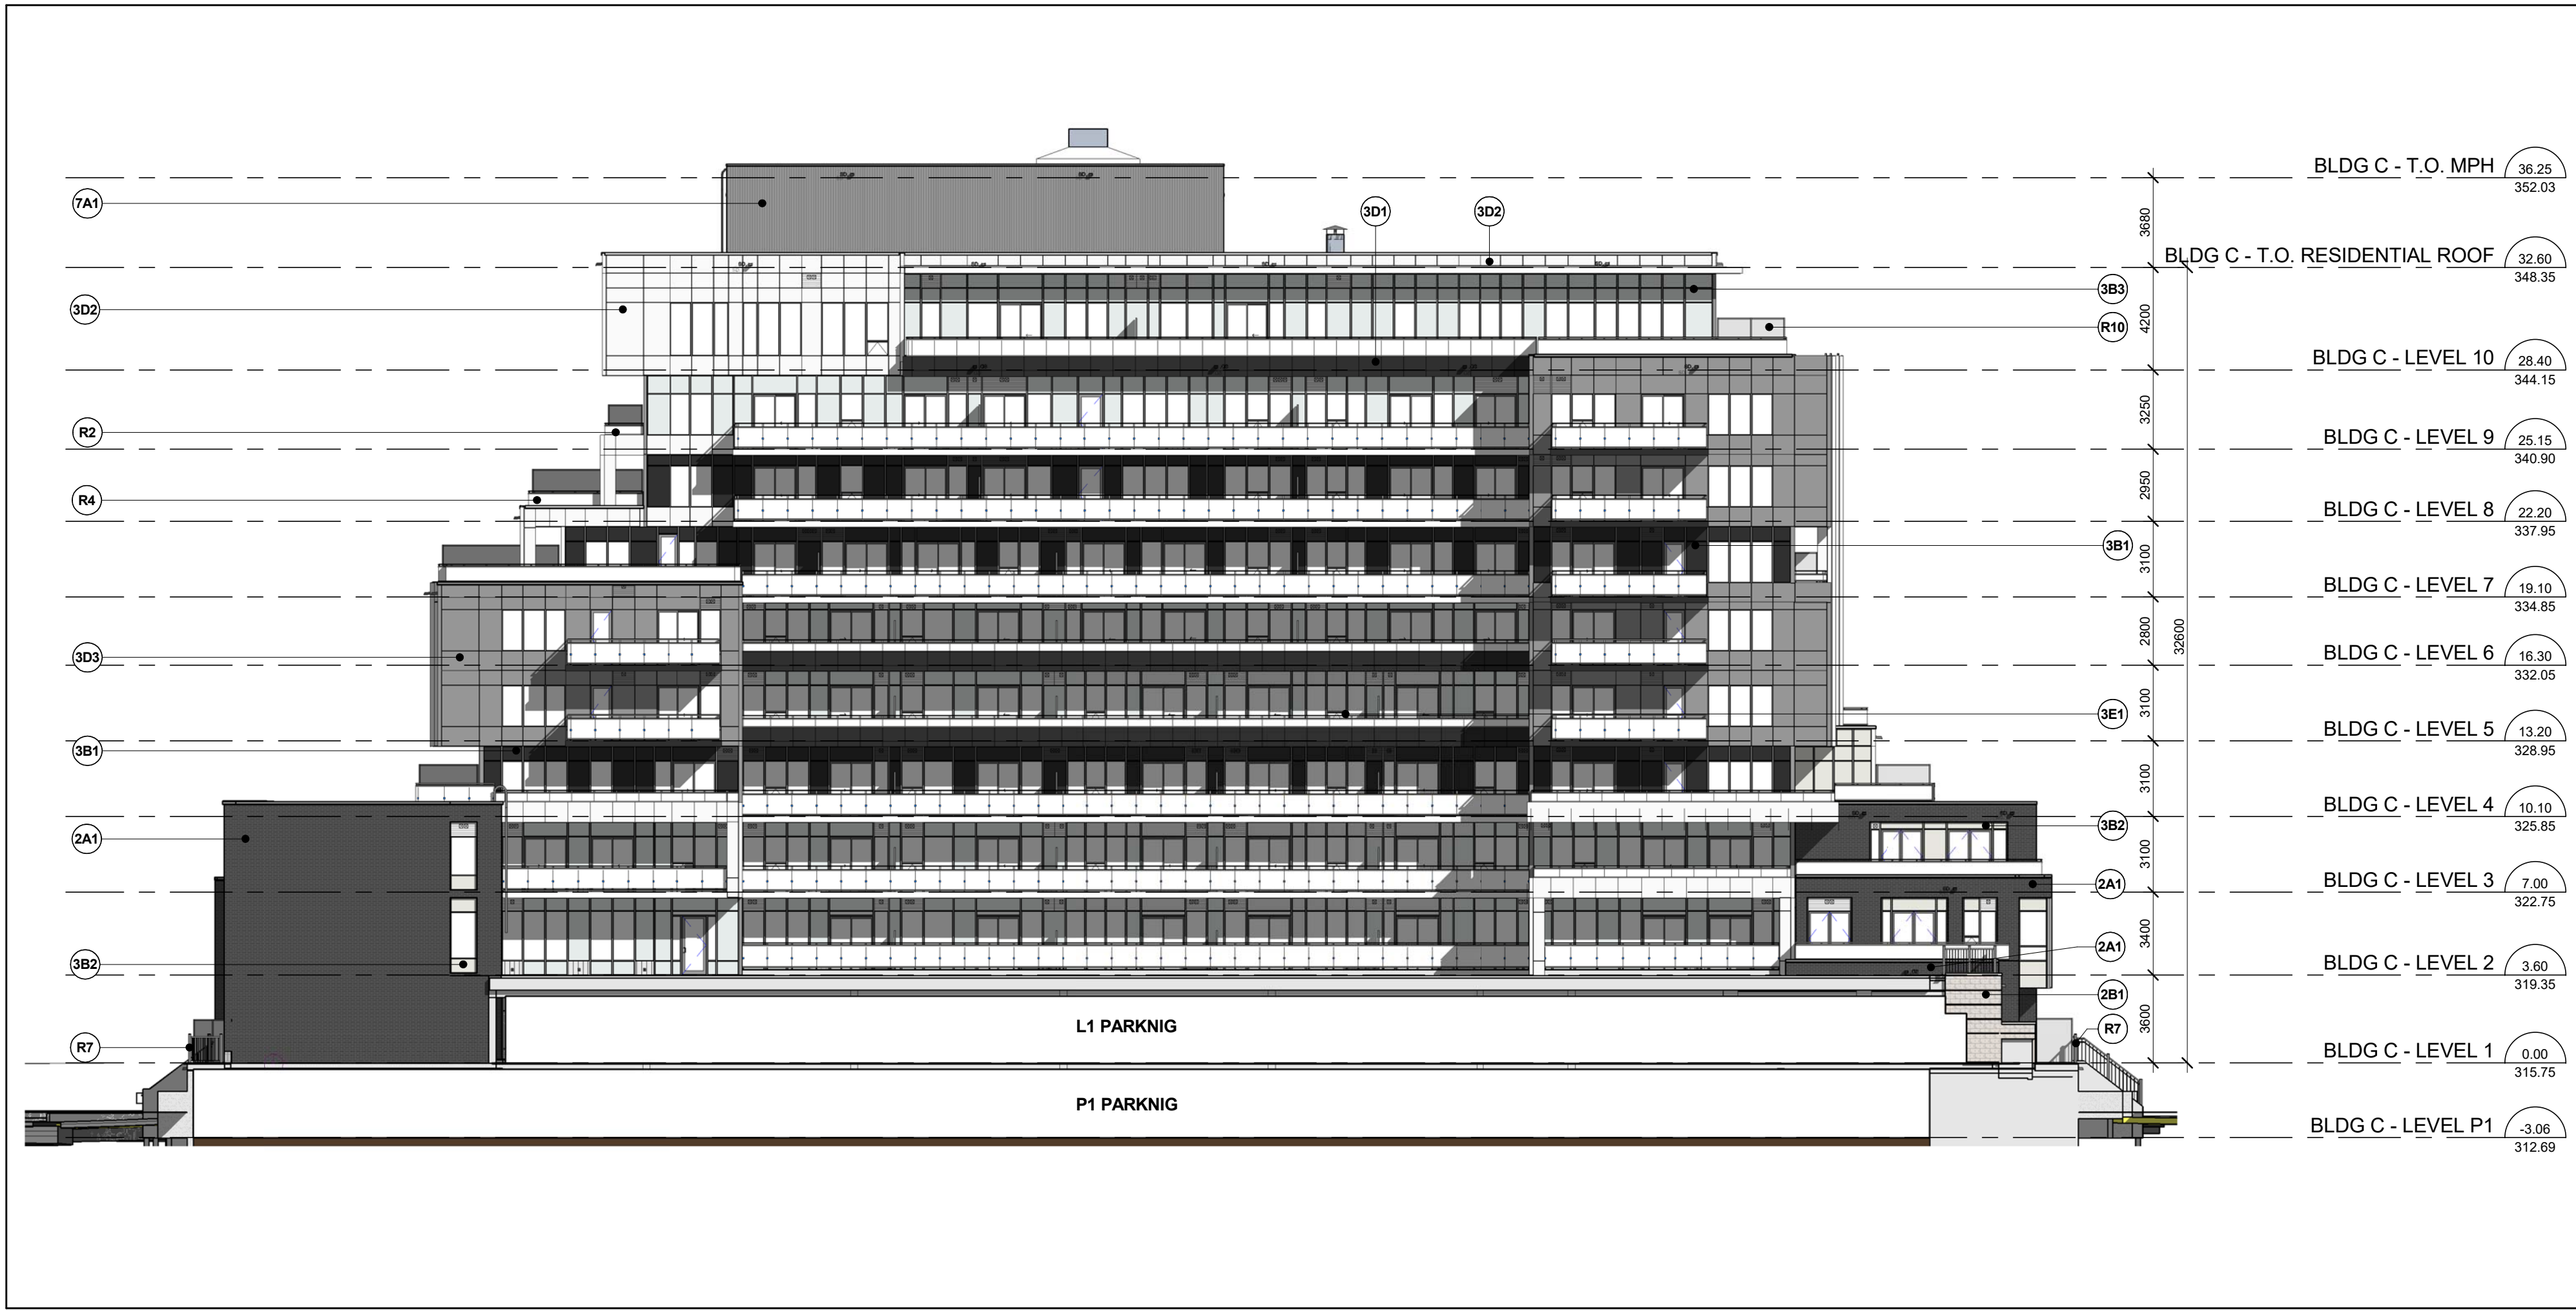 BLDG C - T.O. MPH 36.25
352.03
7A1
3D1 3D2
3680
BLDG C - T.O. RESIDENTIAL ROOF 32.60
348.35
3D2
3B3
R10
4200
BLDG C - LEVEL 10 28.40
344.15
3250
R2
BLDG C - LEVEL 9 25.15
340.90
2950
R4
BLDG C - LEVEL 8 22.20
337.95
3B1
3100
BLDG C - LEVEL 7 19.10
334.85
2800
32600
3D3
BLDG C - LEVEL 6 16.30
332.05
3100
3E1
BLDG C - LEVEL 5 13.20
328.95
3B1
3100
BLDG C - LEVEL 4 10.10
325.85
2A1
3B2
3100
BLDG C - LEVEL 3 7.00
322.75
2A1
3400
2A1
3B2
BLDG C - LEVEL 2 3.60
319.35
2B1
3600
L1 PARKNIG
R7
R7
BLDG C - LEVEL 1 0.00
315.75
P1 PARKNIG
BLDG C - LEVEL P1 -3.06
312.69